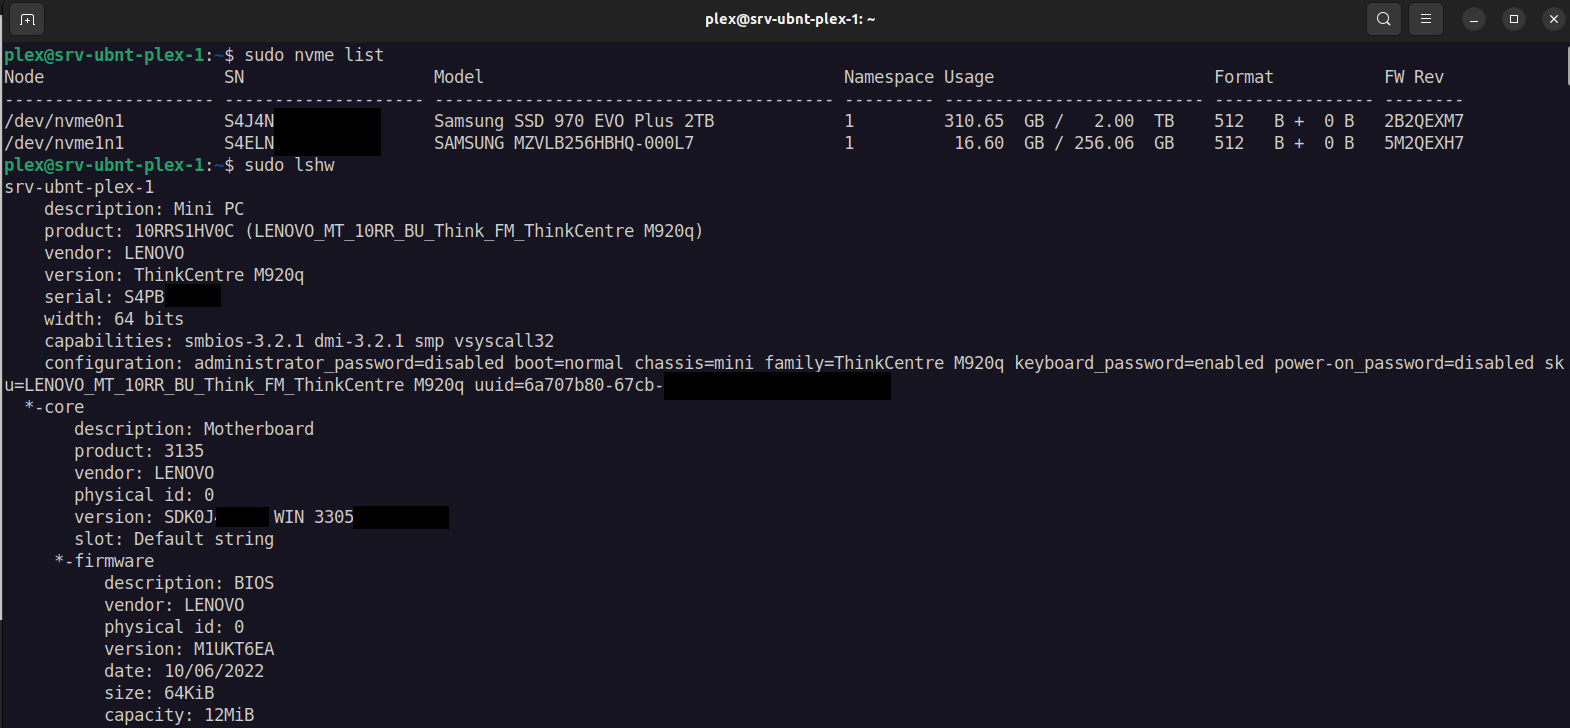 plex@srv-ubnt-plex-1: ~
plex@srv-ubnt-plex-1:~$ sudo nvme list
Node                  SN                   Model                                    Namespace Usage                      Format           FW Rev
--------------------- -------------------- ---------------------------------------- --------- -------------------------- ---------------- --------
/dev/nvme0n1          S4J4N                Samsung SSD 970 EVO Plus 2TB             1         310.65  GB /   2.00  TB    512   B +  0 B   2B2QEXM7
/dev/nvme1n1          S4ELN                SAMSUNG MZVLB256HBHQ-000L7               1          16.60  GB / 256.06  GB    512   B +  0 B   5M2QEXH7
plex@srv-ubnt-plex-1:~$ sudo lshw
srv-ubnt-plex-1
    description: Mini PC
    product: 10RRS1HV0C (LENOVO_MT_10RR_BU_Think_FM_ThinkCentre M920q)
    vendor: LENOVO
    version: ThinkCentre M920q
    serial: S4PB
    width: 64 bits
    capabilities: smbios-3.2.1 dmi-3.2.1 smp vsyscall32
    configuration: administrator_password=disabled boot=normal chassis=mini family=ThinkCentre M920q keyboard_password=enabled power-on_password=disabled sk
u=LENOVO_MT_10RR_BU_Think_FM_ThinkCentre M920q uuid=6a707b80-67cb-
  *-core
       description: Motherboard
       product: 3135
       vendor: LENOVO
       physical id: 0
       version: SDK0J WIN 3305
       slot: Default string
     *-firmware
          description: BIOS
          vendor: LENOVO
          physical id: 0
          version: M1UKT6EA
          date: 10/06/2022
          size: 64KiB
          capacity: 12MiB